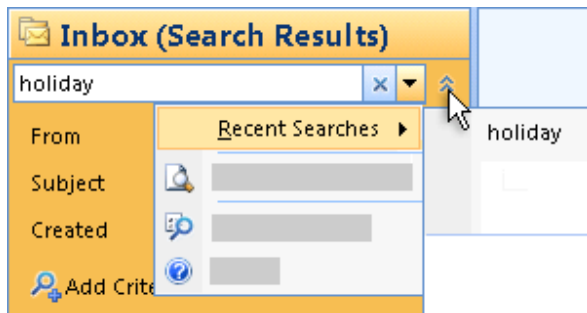 Inbox (Search Results)
holiday
Recent Searches
holiday
From
Subject
Created
Add Crite